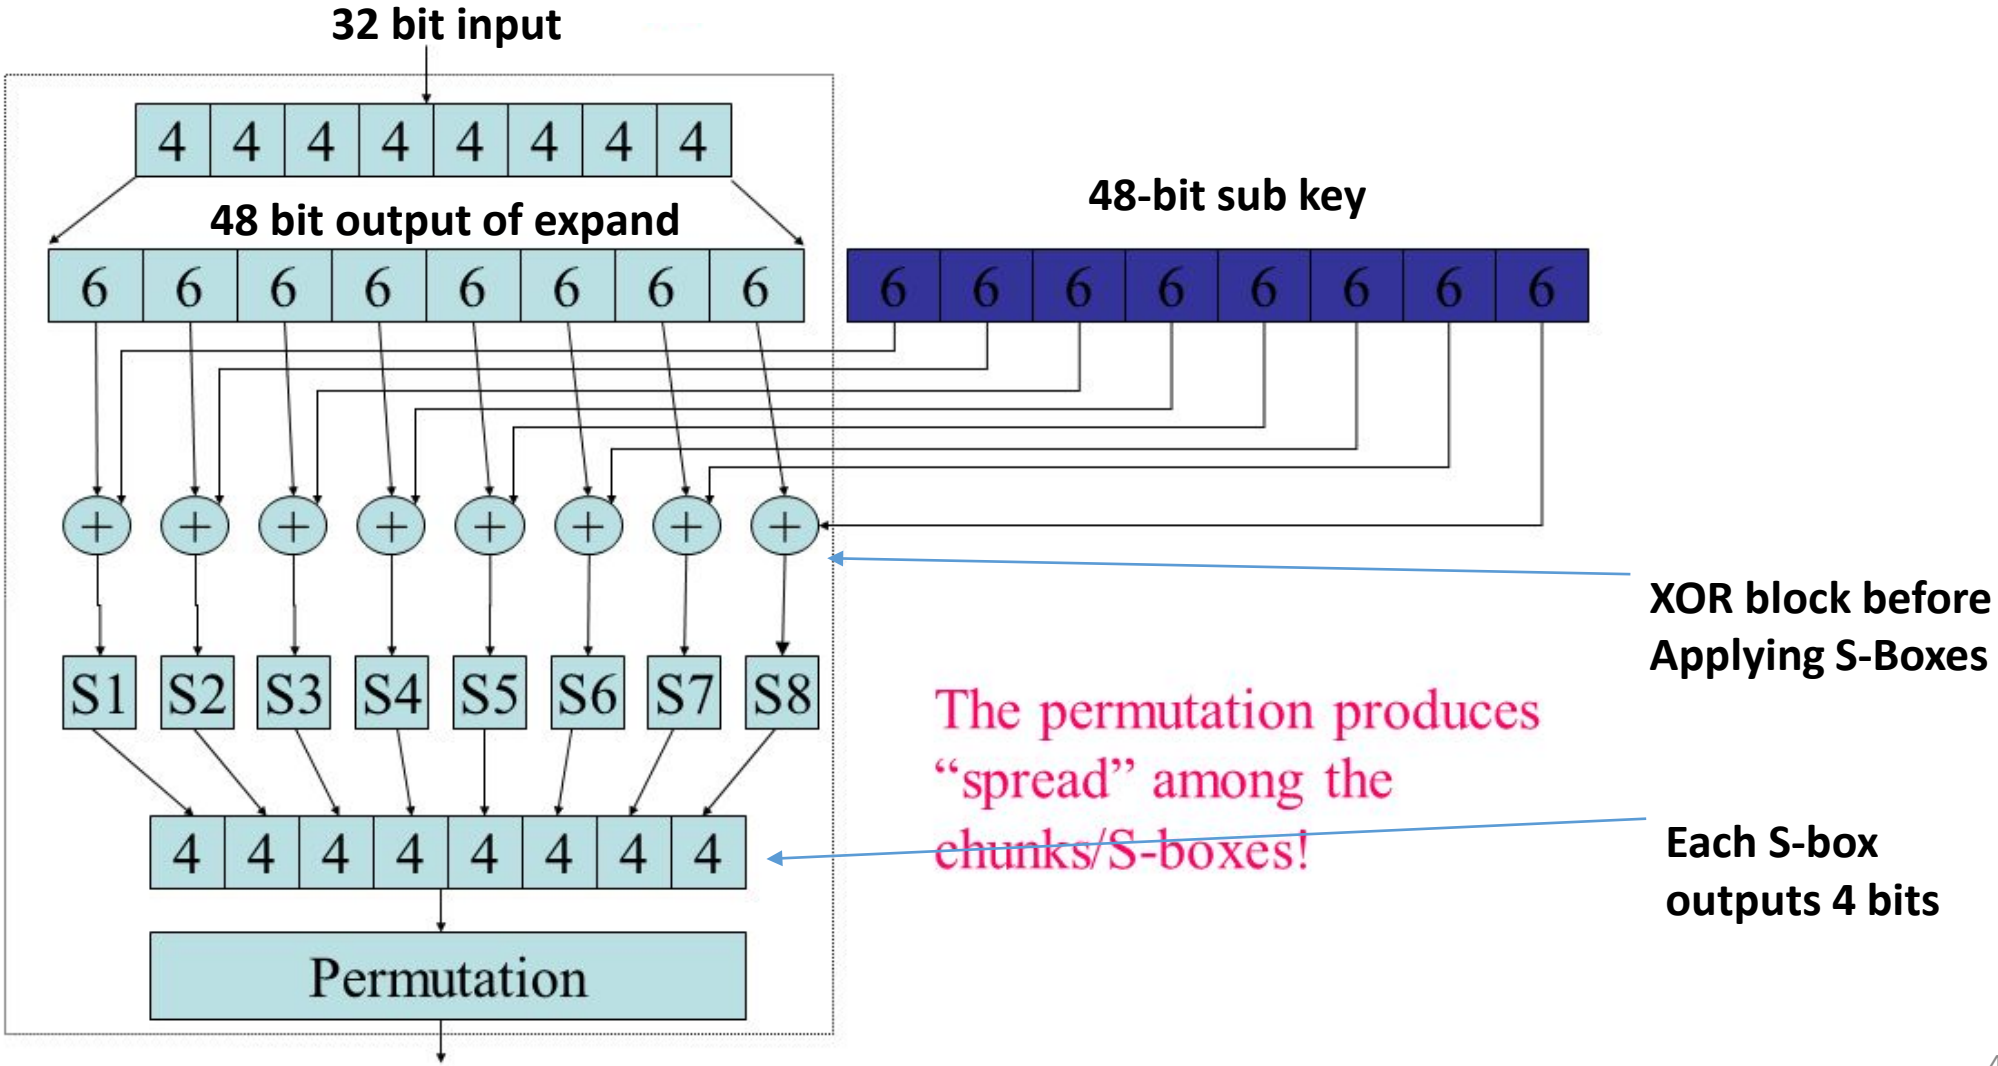 32 bit input
4 4 4 4 4 4 4 4
48 bit output of expand
48-bit sub key
6 6 6 6 6 6 6 6
6 6 6 6 6 6 6 6
+ + + + + + + +
XOR block before
Applying S-Boxes
S1 S2 S3 S4 S5 S6 S7 S8
The permutation produces
“spread” among the
chunks/S-boxes!
4 4 4 4 4 4 4 4
Each S-box
outputs 4 bits
Permutation